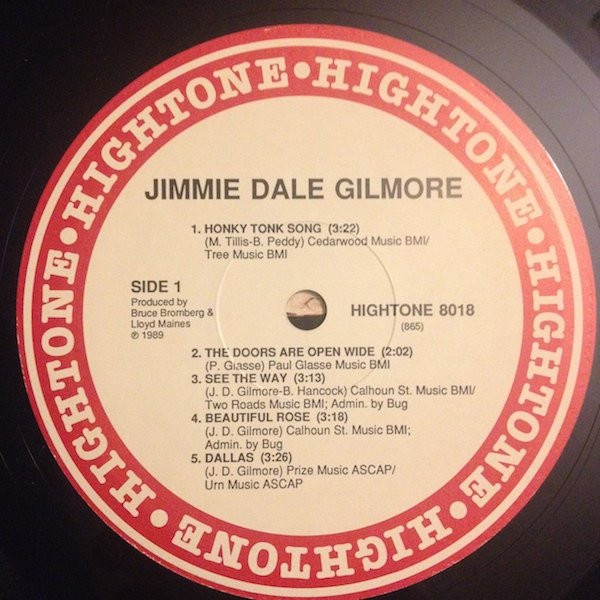 HIGHTONE • HIGHTONE • HIGHTONE • HIGHTONE • HIGHTONE • HIGHTONE •
JIMMIE DALE GILMORE
1. HONKY TONK SONG (3:22)
(M. Tillis-B. Peddy) Cedarwood Music BMI/
Tree Music BMI
SIDE 1
Produced by
Bruce Bromberg &
Lloyd Maines
℗ 1989
HIGHTONE 8018
(865)
2. THE DOORS ARE OPEN WIDE (2:02)
(P. Glasse) Paul Glasse Music BMI
3. SEE THE WAY (3:13)
(J. D. Gilmore-B. Hancock) Calhoun St. Music BMI/
Two Roads Music BMI; Admin. by Bug
4. BEAUTIFUL ROSE (3:18)
(J. D. Gilmore) Calhoun St. Music BMI;
Admin. by Bug
5. DALLAS (3:26)
(J. D. Gilmore) Prize Music ASCAP/
Urn Music ASCAP